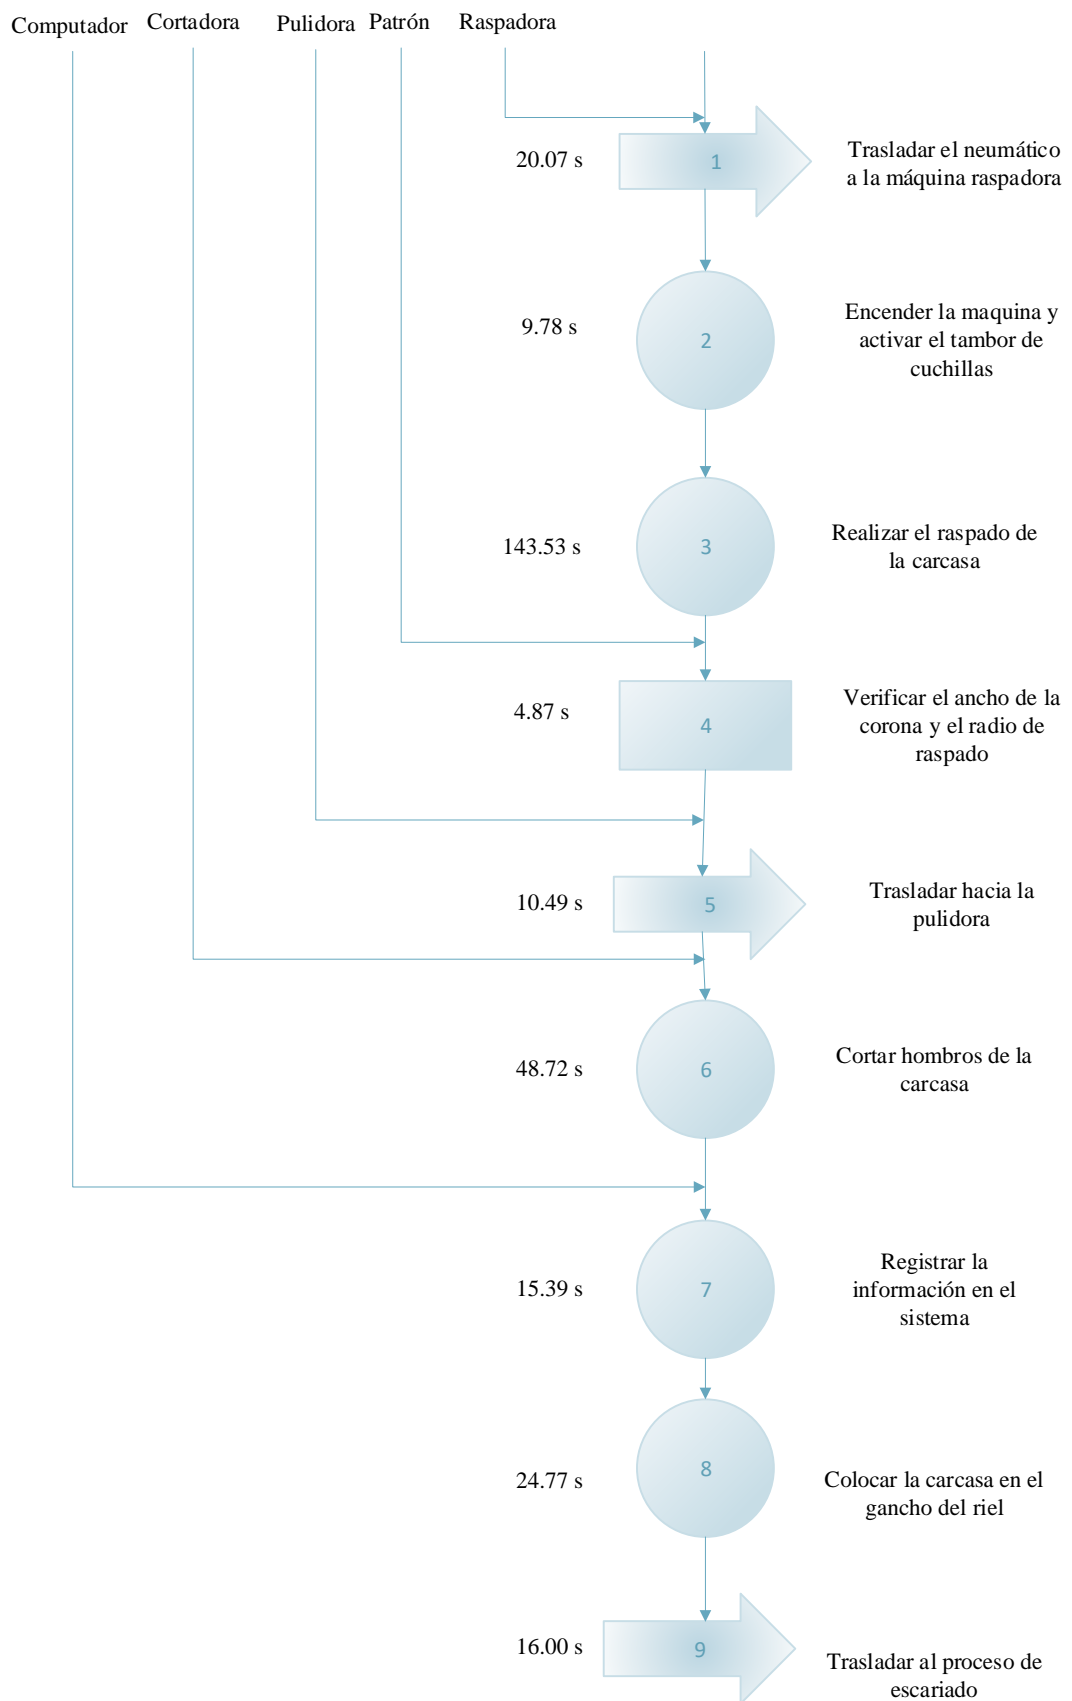 Computador
Cortadora
Pulidora
Patrón
Raspadora
20.07 s
1
Trasladar el neumático
a la máquina raspadora
9.78 s
2
Encender la maquina y
activar el tambor de
cuchillas
143.53 s
3
Realizar el raspado de
la carcasa
4.87 s
4
Verificar el ancho de la
corona y el radio de
raspado
10.49 s
5
Trasladar hacia la
pulidora
48.72 s
6
Cortar hombros de la
carcasa
15.39 s
7
Registrar la
información en el
sistema
24.77 s
8
Colocar la carcasa en el
gancho del riel
16.00 s
9
Trasladar al proceso de
escariado